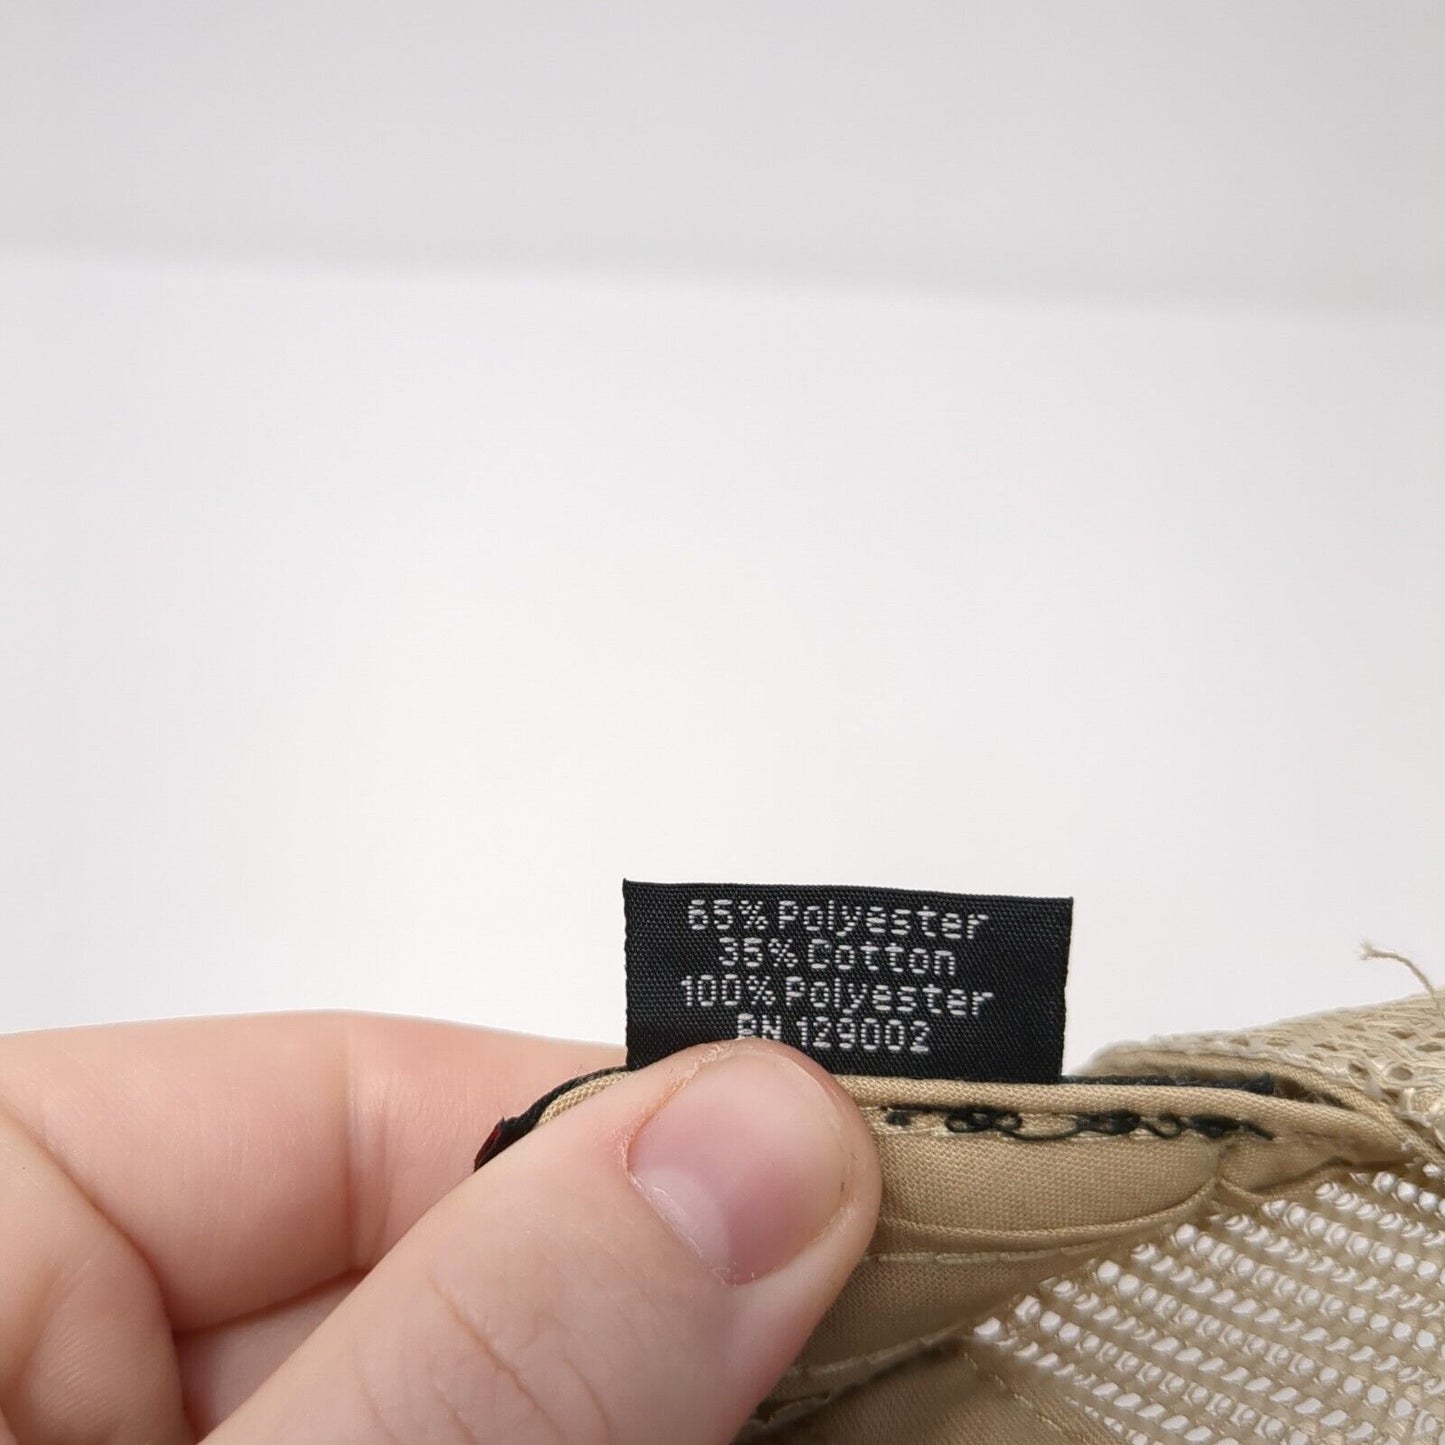 65% Polyester
35% Cotton
100% Polyester
RN 129002